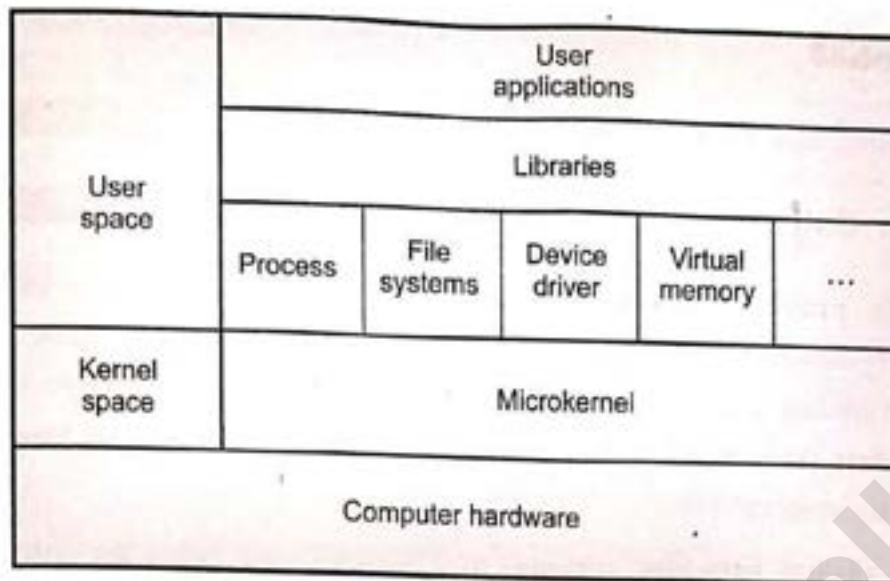 User
applications
Libraries
User
space
Process
File
systems
Device
driver
Virtual
memory
...
Kernel
space
Microkernel
Computer hardware